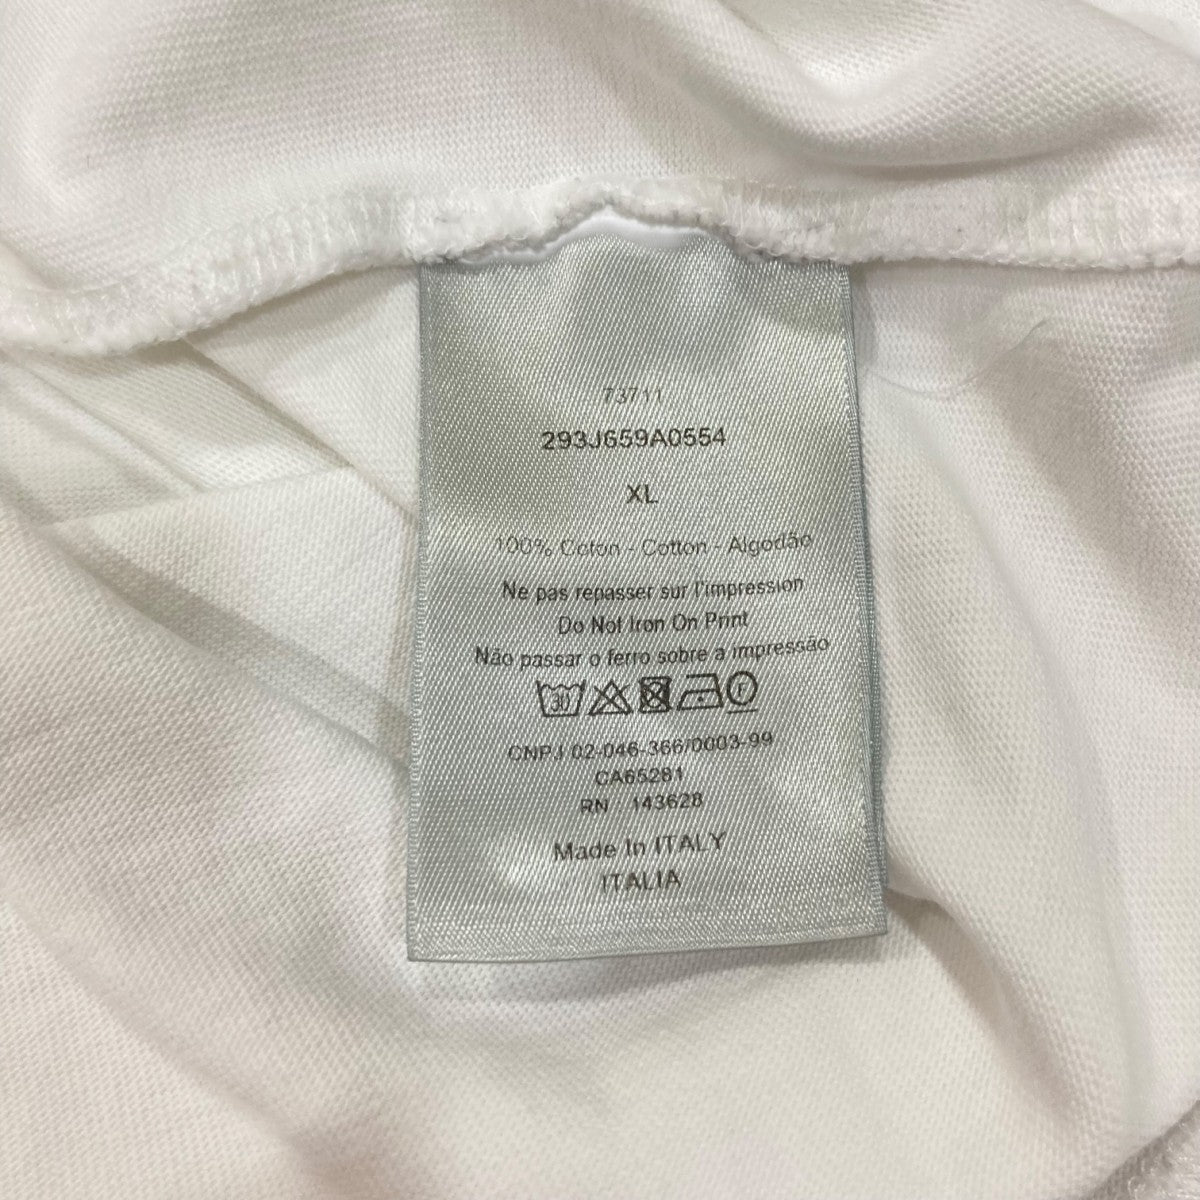 73711
293J659A0554
XL
100% Coton - Cotton - Algodão
Ne pas repasser sur l'impression
Do Not Iron On Print
Não passar o ferro sobre a impressão
30 F
CNPJ 02-046-366/0003-99
CA65281
RN 143628
Made In ITALY
ITALIA